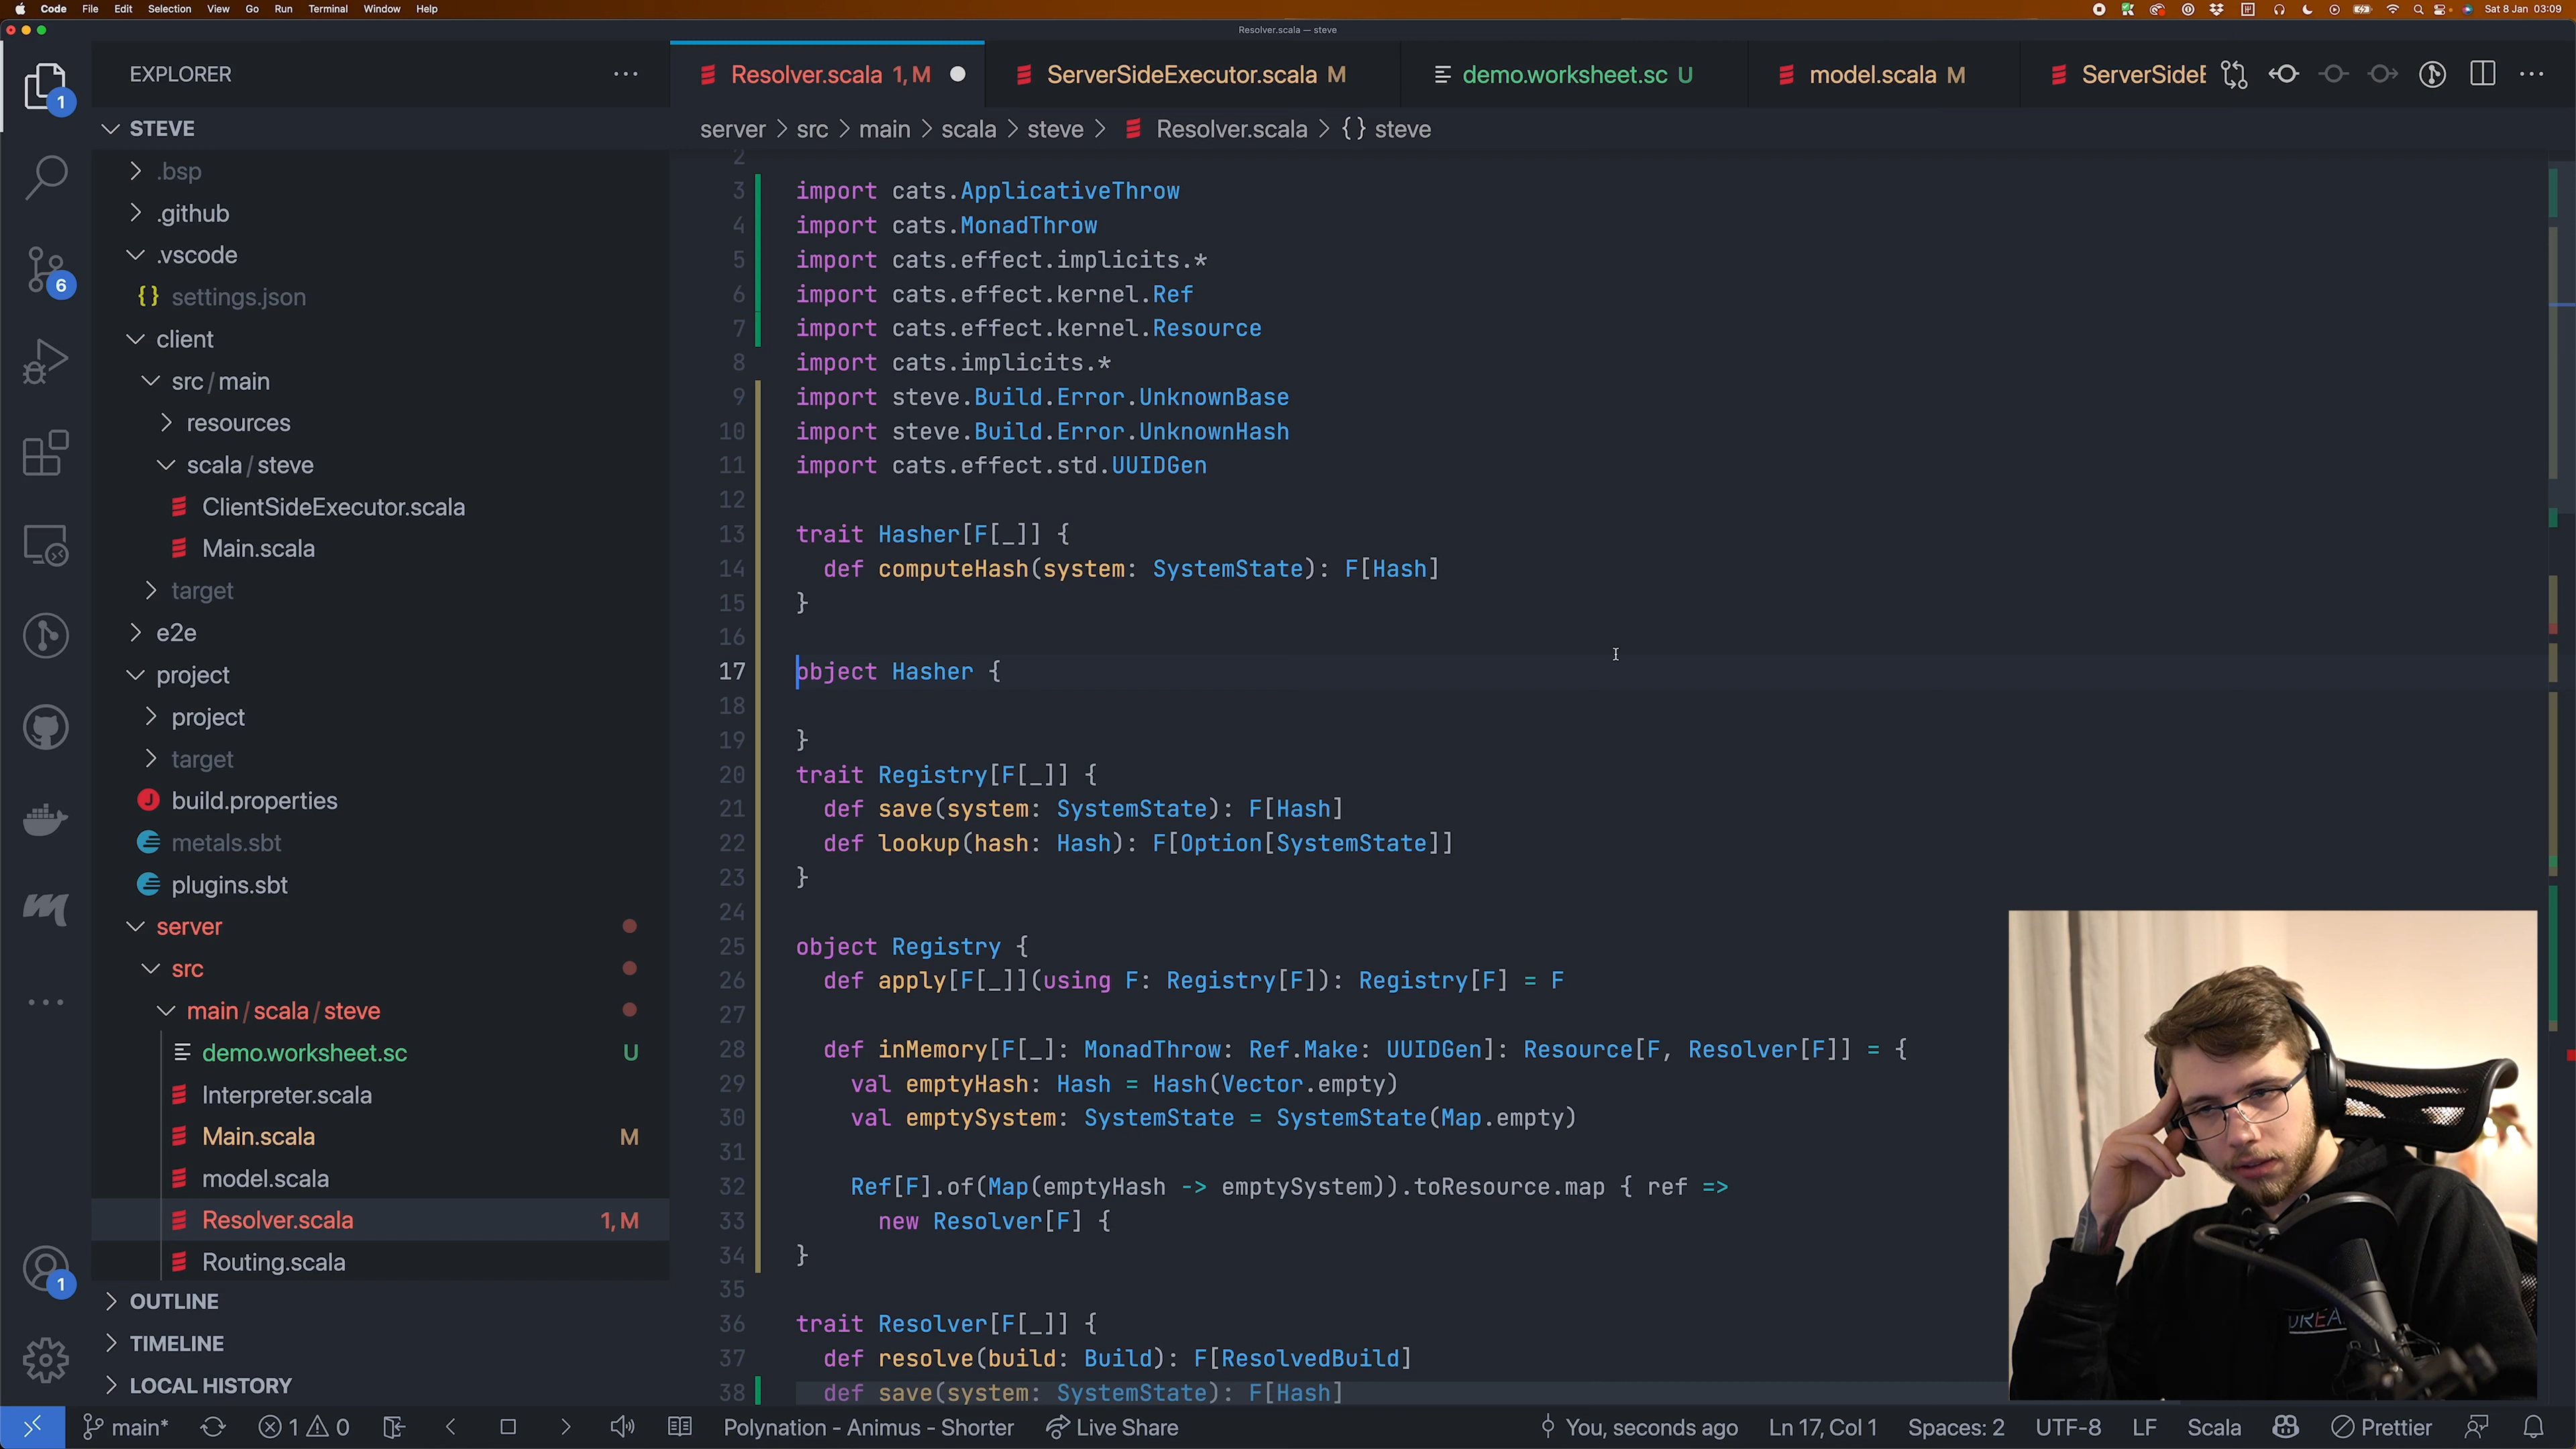 Code File Edit Selection View Go Run Terminal Window Help
Sat 8 Jan 03:09
Resolver.scala — steve
EXPLORER
STEVE
.bsp
.github
.vscode
{} settings.json
client
src / main
resources
scala / steve
ClientSideExecutor.scala
Main.scala
target
e2e
project
project
target
build.properties
metals.sbt
plugins.sbt
server
src
main / scala / steve
demo.worksheet.sc U
Interpreter.scala
Main.scala M
model.scala
Resolver.scala 1, M
Routing.scala
OUTLINE
TIMELINE
LOCAL HISTORY
1
6
1
Resolver.scala 1, M
ServerSideExecutor.scala M
demo.worksheet.sc U
model.scala M
ServerSideE
server > src > main > scala > steve > Resolver.scala > {} steve
2
3 import cats.ApplicativeThrow
4 import cats.MonadThrow
5 import cats.effect.implicits.*
6 import cats.effect.kernel.Ref
7 import cats.effect.kernel.Resource
8 import cats.implicits.*
9 import steve.Build.Error.UnknownBase
10 import steve.Build.Error.UnknownHash
11 import cats.effect.std.UUIDGen
12
13 trait Hasher[F[_]] {
14 def computeHash(system: SystemState): F[Hash]
15 }
16
17 object Hasher {
18
19 }
20 trait Registry[F[_]] {
21 def save(system: SystemState): F[Hash]
22 def lookup(hash: Hash): F[Option[SystemState]]
23 }
24
25 object Registry {
26 def apply[F[_]](using F: Registry[F]): Registry[F] = F
27
28 def inMemory[F[_]: MonadThrow: Ref.Make: UUIDGen]: Resource[F, Resolver[F]] = {
29 val emptyHash: Hash = Hash(Vector.empty)
30 val emptySystem: SystemState = SystemState(Map.empty)
31
32 Ref[F].of(Map(emptyHash -> emptySystem)).toResource.map { ref =>
33 new Resolver[F] {
34 }
35
36 trait Resolver[F[_]] {
37 def resolve(build: Build): F[ResolvedBuild]
38 def save(system: SystemState): F[Hash]
main* 1 0 Polynation - Animus - Shorter Live Share You, seconds ago Ln 17, Col 1 Spaces: 2 UTF-8 LF Scala Prettier